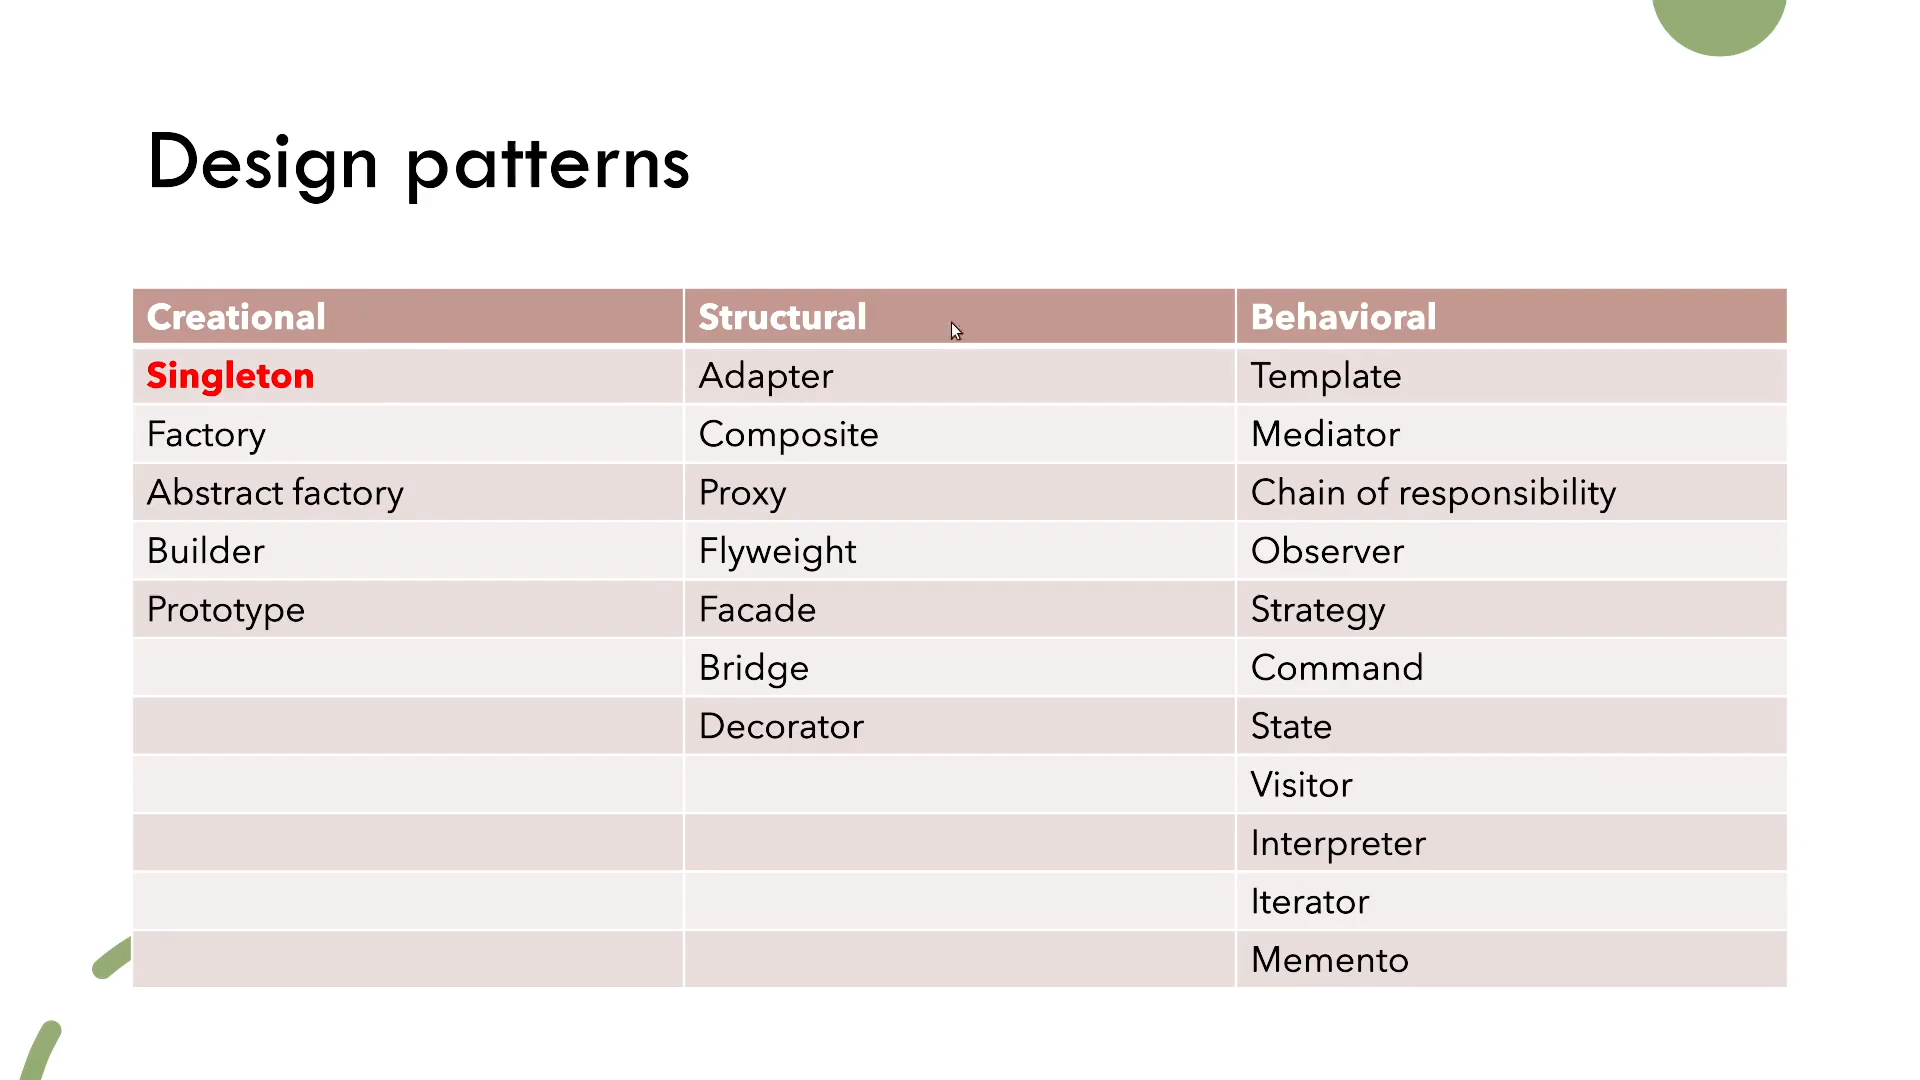 Design patterns
Creational Structural Behavioral
Singleton Adapter Template
Factory Composite Mediator
Abstract factory Proxy Chain of responsibility
Builder Flyweight Observer
Prototype Facade Strategy
Bridge Command
Decorator State
Visitor
Interpreter
Iterator
Memento